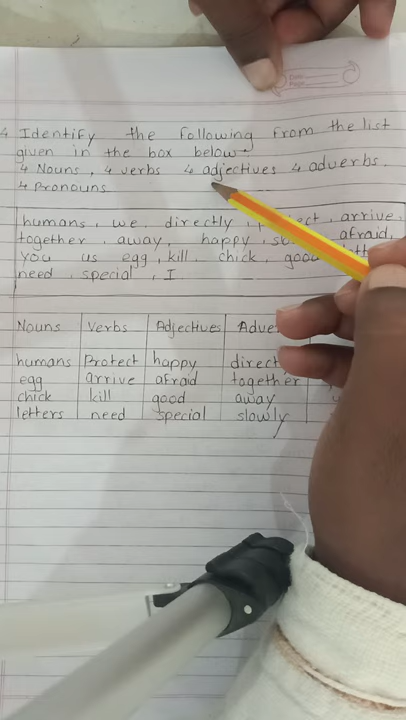 4 Identify the following from the list
given in the box below-
4 Nouns, 4 verbs 4 adjectives 4 adverbs.
4 Pronouns
humans, we, directly, arrive,
together, away, happy, afraid,
You us egg, kill, chick, good
need, special, I
Nouns Verbs Adjectives
humans Protect happy
egg arrive afraid together
chick kill good away
letters need special slowly